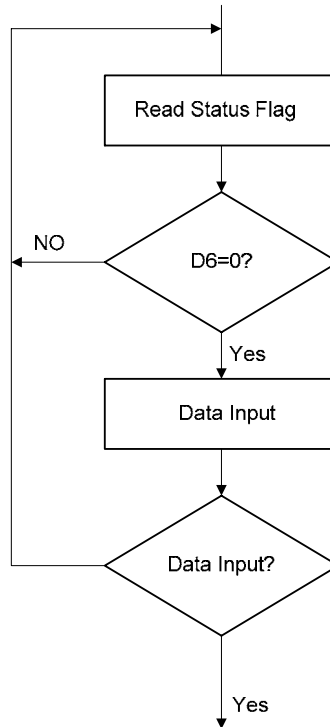 Read Status Flag
NO
D6=0?
Yes
Data Input
Data Input?
Yes